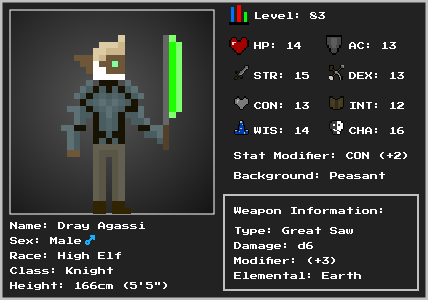 Level: 83
HP: 14 AC: 13
STR: 15 DEX: 13
CON: 13 INT: 12
WIS: 14 CHA: 16
Stat Modifier: CON (+2)
Background: Peasant
Weapon Information:
Type: Great Saw
Damage: d6
Modifier: (+3)
Elemental: Earth
Name: Dray Agassi
Sex: Male♂
Race: High Elf
Class: Knight
Height: 166cm (5'5")